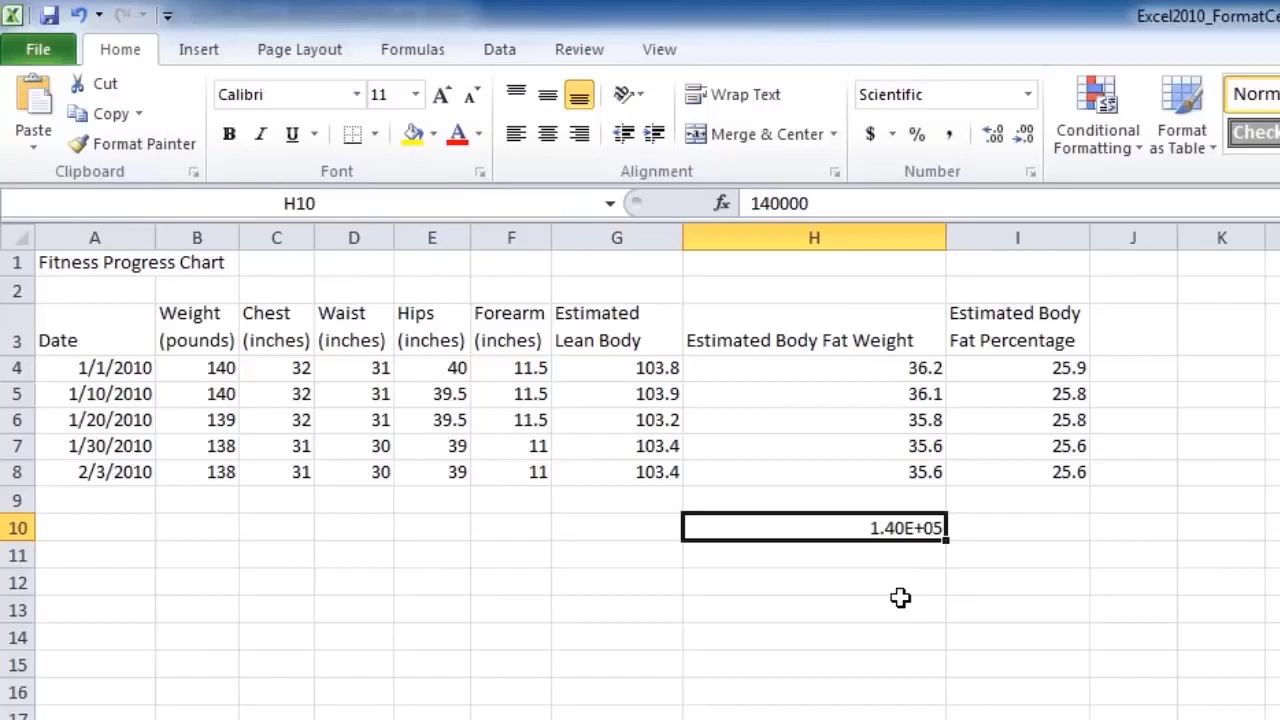 Excel2010_FormatCe
File Home Insert Page Layout Formulas Data Review View
Cut
Copy
Format Painter
Paste
Calibri 11
B I U
Wrap Text
Merge & Center
Scientific
$ % ,
Conditional Formatting
Format as Table
Norm
Check
Clipboard Font Alignment Number
H10 fx 140000
A B C D E F G H I J K
1 Fitness Progress Chart
2
Weight Chest Waist Hips Forearm Estimated Estimated Body
3 Date (pounds) (inches) (inches) (inches) (inches) Lean Body Estimated Body Fat Weight Fat Percentage
4 1/1/2010 140 32 31 40 11.5 103.8 36.2 25.9
5 1/10/2010 140 32 31 39.5 11.5 103.9 36.1 25.8
6 1/20/2010 139 32 31 39.5 11.5 103.2 35.8 25.8
7 1/30/2010 138 31 30 39 11 103.4 35.6 25.6
8 2/3/2010 138 31 30 39 11 103.4 35.6 25.6
9
10 1.40E+05
11
12
13
14
15
16
17